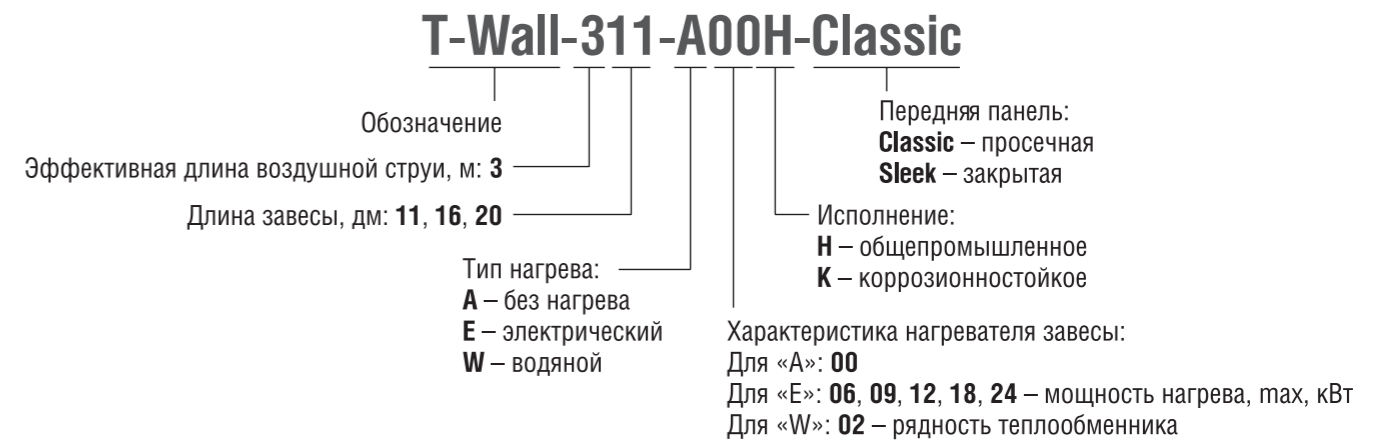 T-Wall-311-A00H-Classic
Обозначение
Эффективная длина воздушной струи, м: 3
Длина завесы, дм: 11, 16, 20
Тип нагрева:
A – без нагрева
E – электрический
W – водяной
Передняя панель:
Classic – просечная
Sleek – закрытая
Исполнение:
Н – общепромышленное
К – коррозионностойкое
Характеристика нагревателя завесы:
Для «A»: 00
Для «E»: 06, 09, 12, 18, 24 – мощность нагрева, max, кВт
Для «W»: 02 – рядность теплообменника